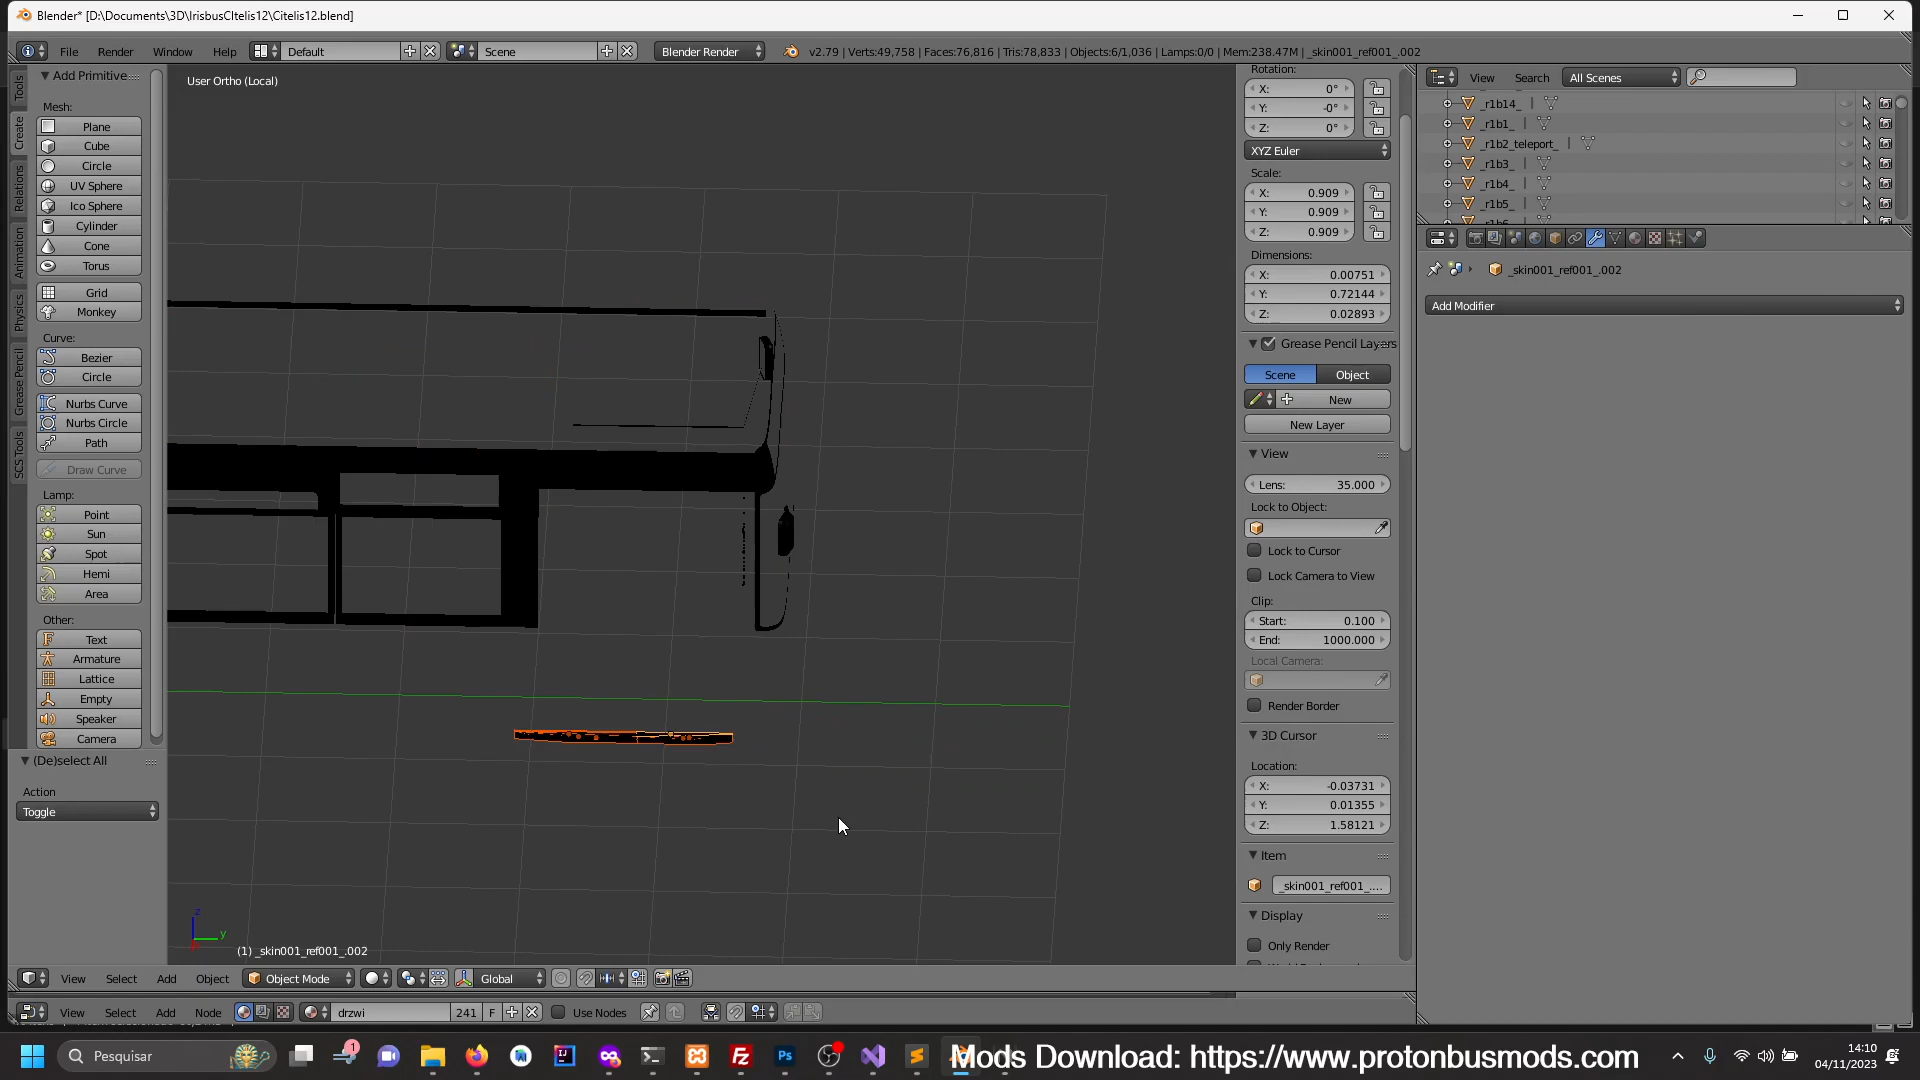 Blender* [D:\Documents\3D\IrisbusCItelis12\Citelis12.blend]
File Render Window Help Default Scene Blender Render v2.79 | Verts:49,758 | Faces:76,816 | Tris:78,833 | Objects:6/1,036 | Lamps:0/0 | Mem:238.47M | _skin001_ref001_.002
Tools
Create
Relations
Animation
Physics
Grease Pencil
SCS Tools
Add Primitive
Mesh:
Plane
Cube
Circle
UV Sphere
Ico Sphere
Cylinder
Cone
Torus
Grid
Monkey
Curve:
Bezier
Circle
Nurbs Curve
Nurbs Circle
Path
Draw Curve
Lamp:
Point
Sun
Spot
Hemi
Area
Other:
Text
Armature
Lattice
Empty
Speaker
Camera
(De)select All
Action
Toggle
User Ortho (Local)
z
y
(1) _skin001_ref001_.002
View Select Add Object Object Mode Global
View Select Add Node drzwi 241 F Use Nodes
Rotation:
X: 0°
Y: -0°
Z: 0°
XYZ Euler
Scale:
X: 0.909
Y: 0.909
Z: 0.909
Dimensions:
X: 0.00751
Y: 0.72144
Z: 0.02893
Grease Pencil Layers
Scene Object
New
New Layer
View
Lens: 35.000
Lock to Object:
Lock to Cursor
Lock Camera to View
Clip:
Start: 0.100
End: 1000.000
Local Camera:
Render Border
3D Cursor
Location:
X: -0.03731
Y: 0.01355
Z: 1.58121
Item
_skin001_ref001_....
Display
Only Render
View Search All Scenes
_r1b14_
_r1b1_
_r1b2_teleport_
_r1b3_
_r1b4_
_r1b5_
_r1b6_
_skin001_ref001_.002
Add Modifier
Pesquisar
1
Mods Download: https://www.protonbusmods.com
14:10
04/11/2023